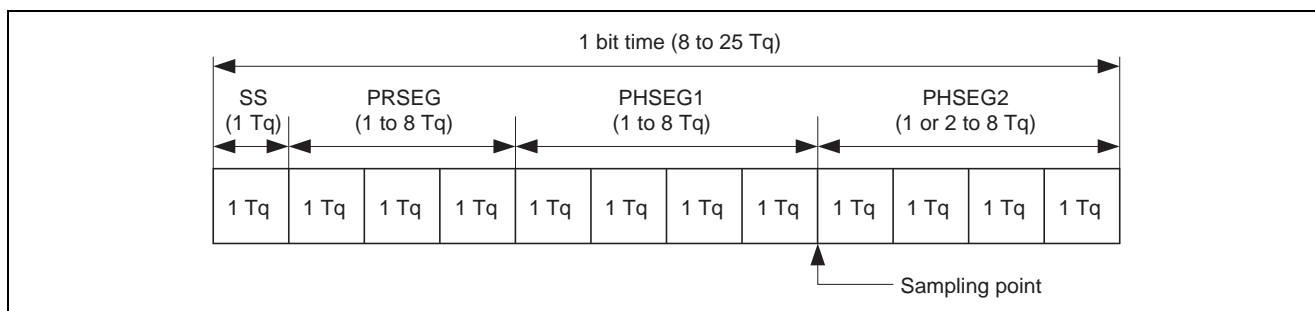 1 bit time (8 to 25 Tq)
SS
(1 Tq)
PRSEG
(1 to 8 Tq)
PHSEG1
(1 to 8 Tq)
PHSEG2
(1 or 2 to 8 Tq)
1 Tq 1 Tq 1 Tq 1 Tq 1 Tq 1 Tq 1 Tq 1 Tq 1 Tq 1 Tq 1 Tq 1 Tq
Sampling point